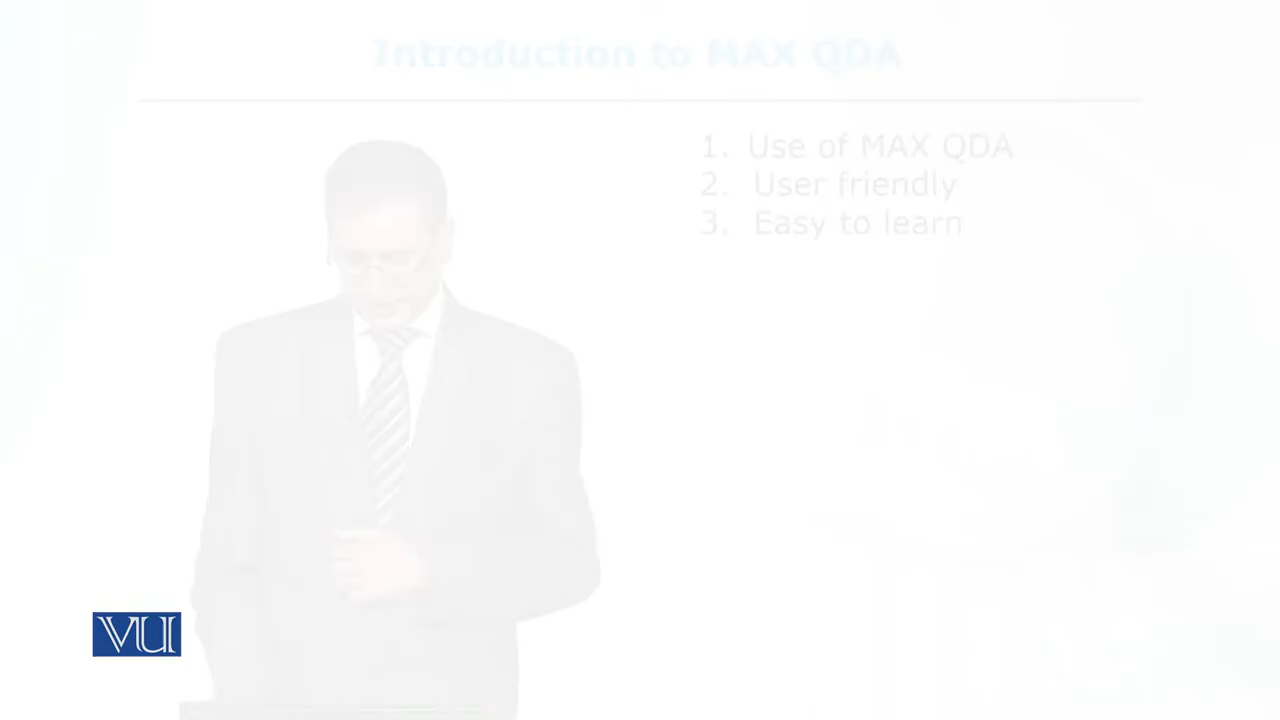 Introduction to MAX QDA
1. Use of MAX QDA
2. User friendly
3. Easy to learn
VU